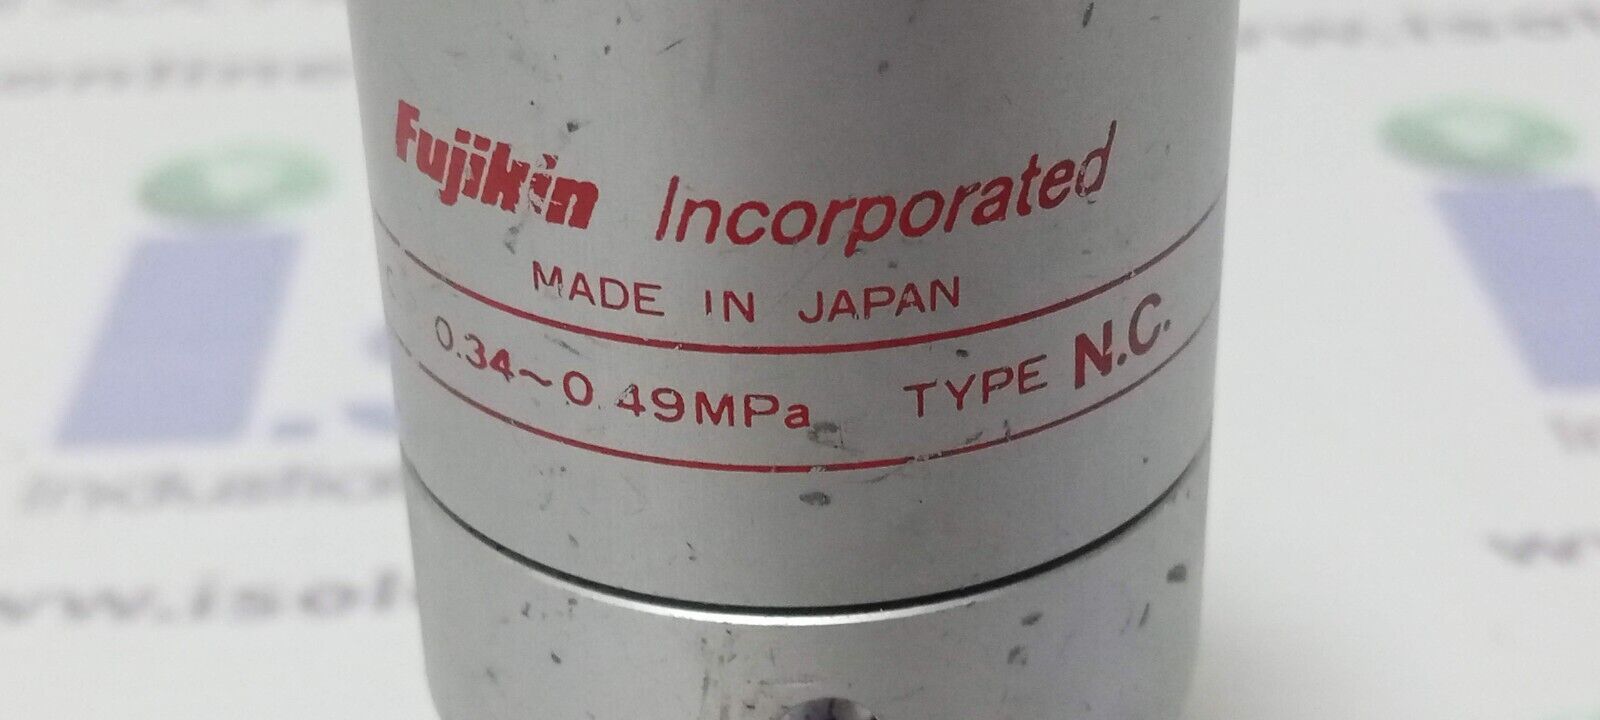 Fujikin Incorporated
MADE IN JAPAN
0.34~0.49MPa TYPE N.C.